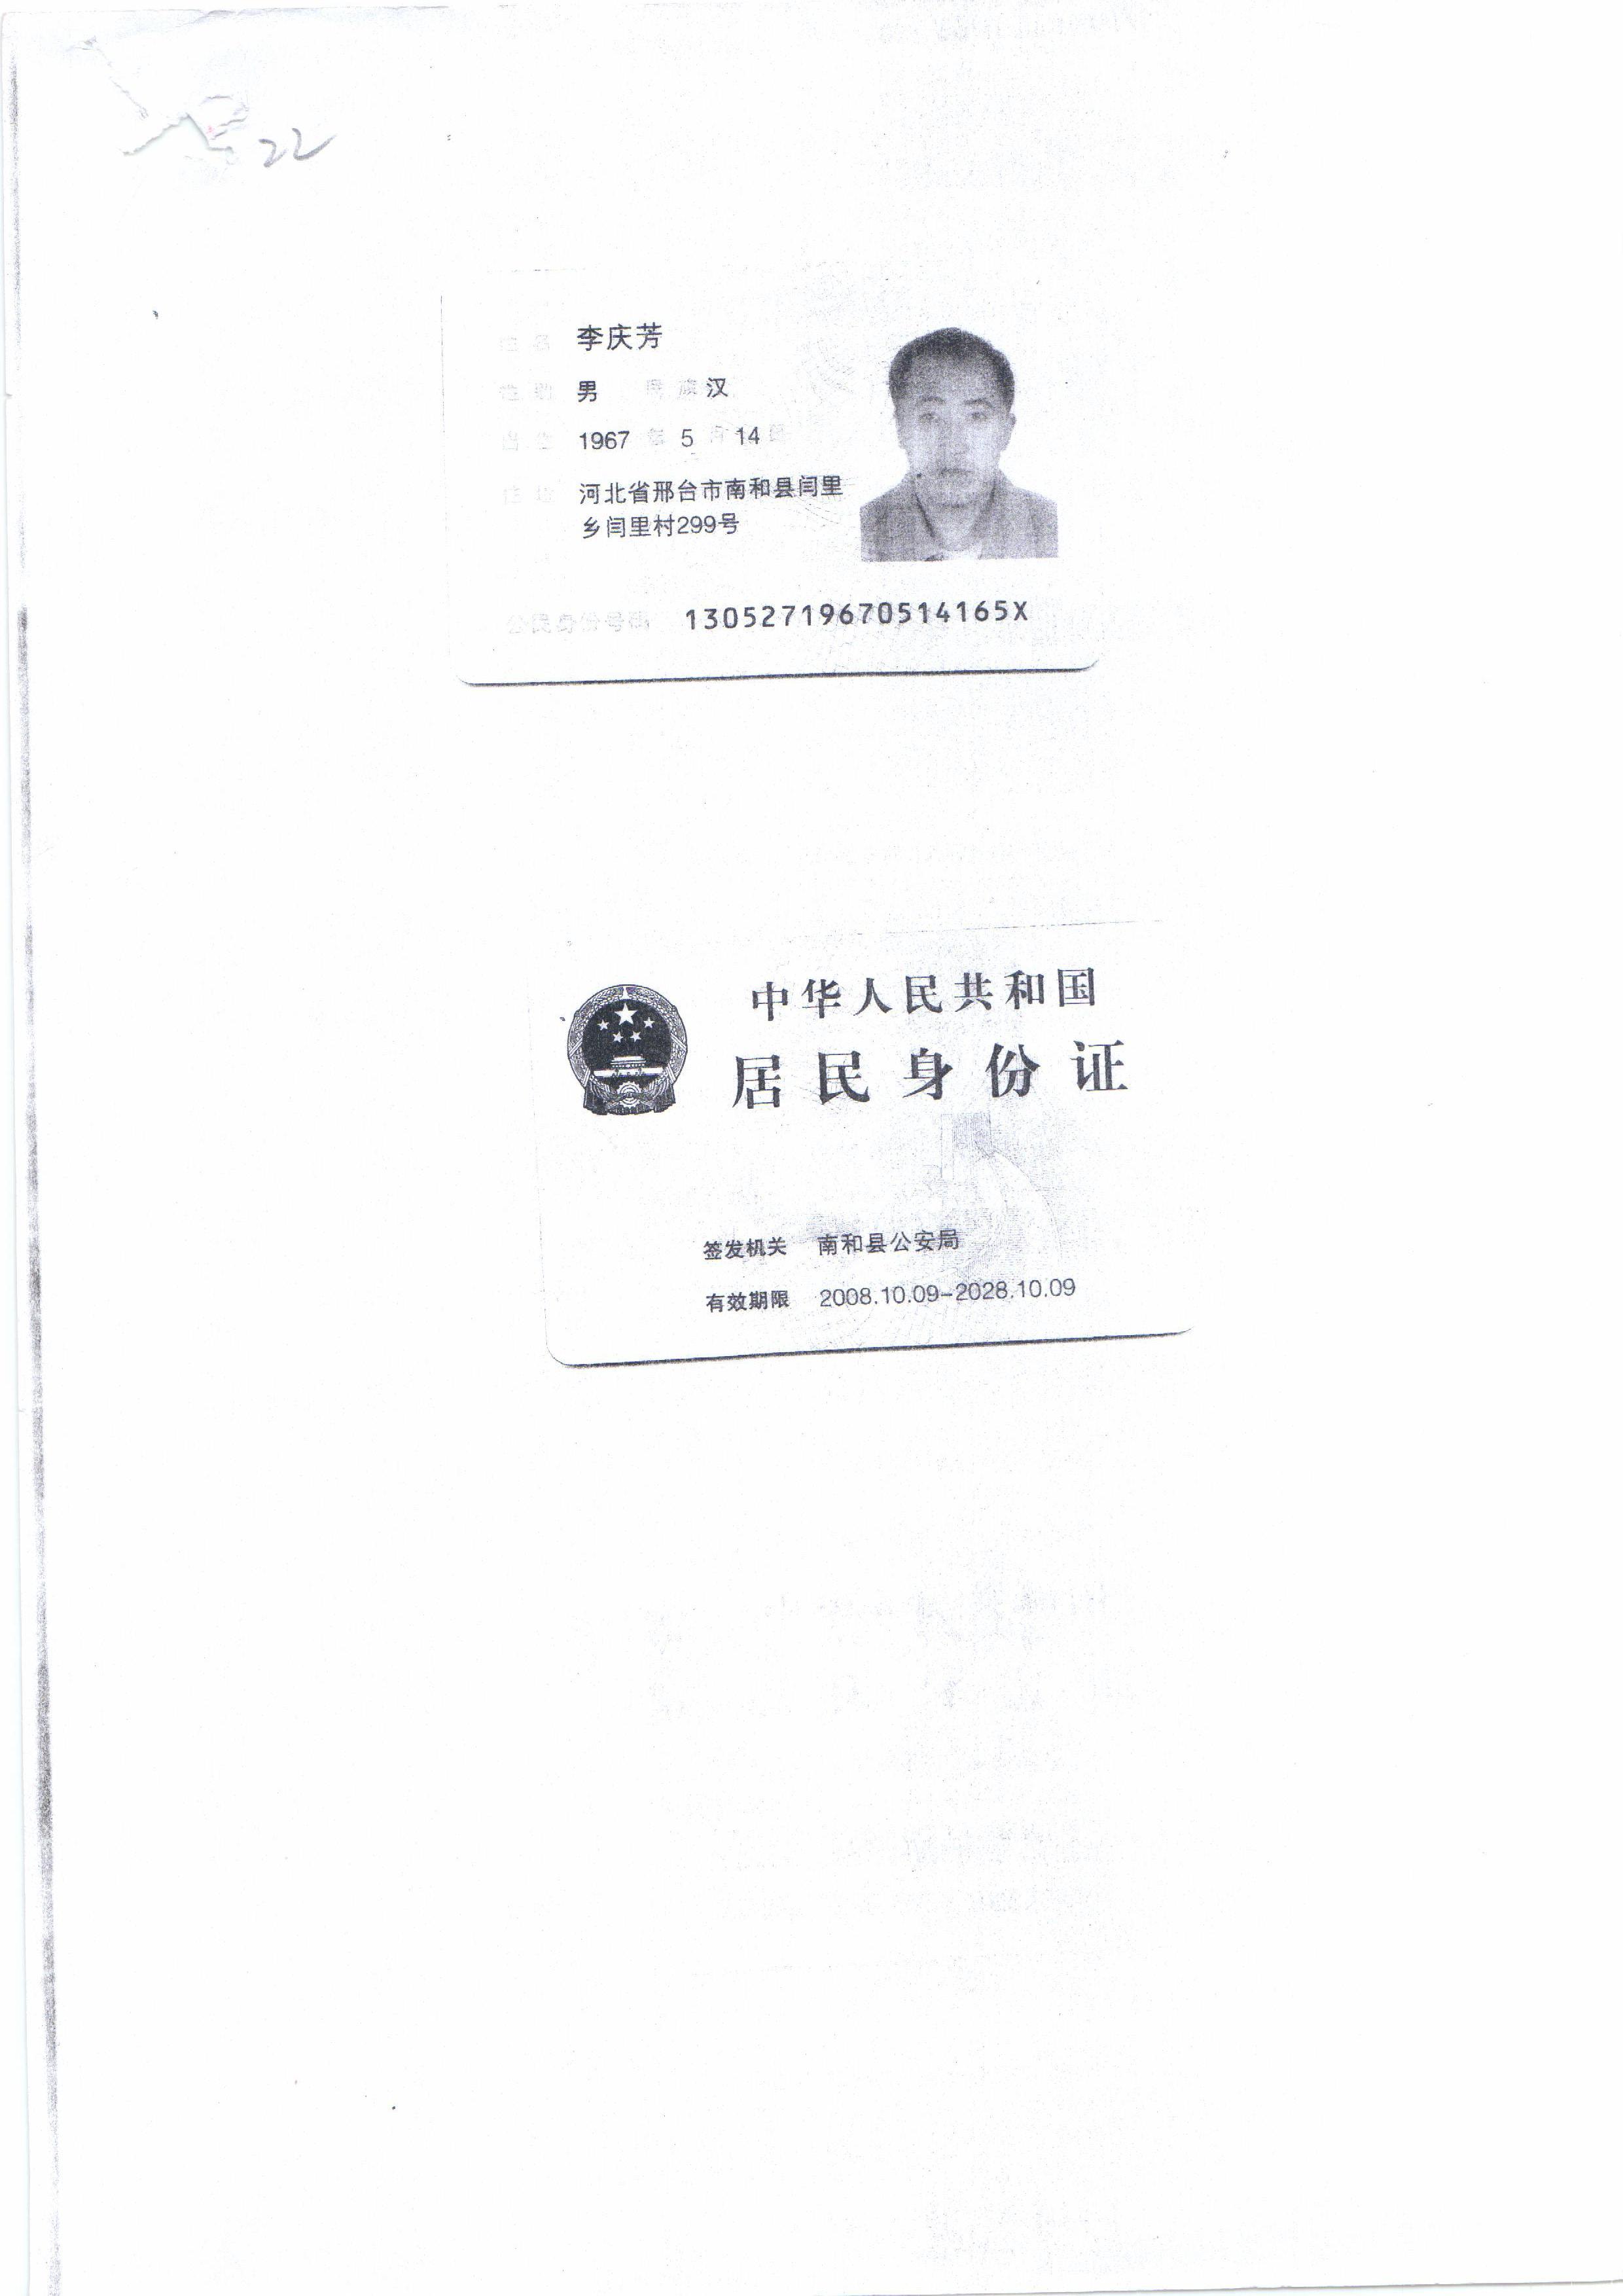 22
姓名 李庆芳
性别 男 民族 汉
出生 1967 年 5 月 14 日
住址 河北省邢台市南和县闫里
乡闫里村299号
公民身份号码 13052719670514165X
中华人民共和国
居民身份证
签发机关 南和县公安局
有效期限 2008.10.09-2028.10.09